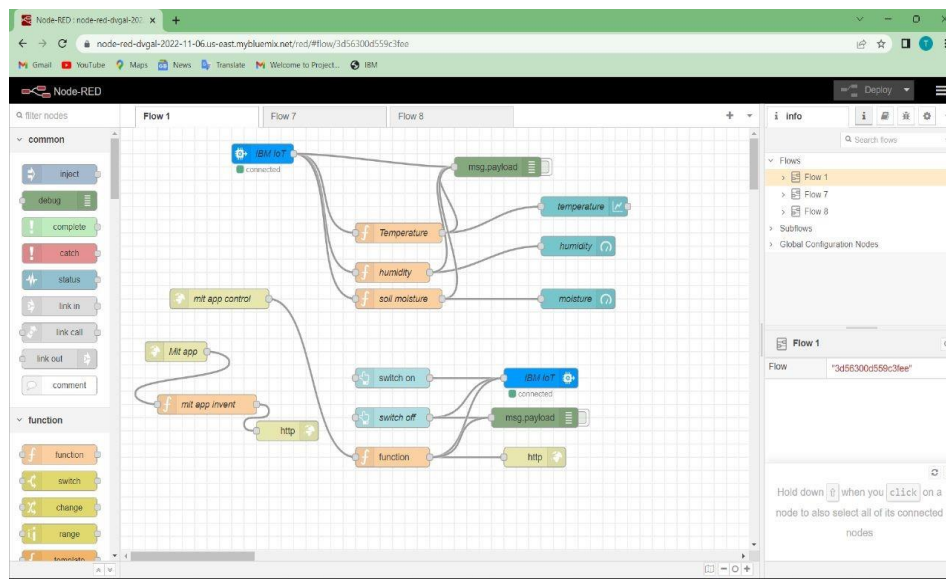 Node-RED : node-red-dvgal-202
node-red-dvgal-2022-11-06.us-east.mybluemix.net/red/#flow/3d56300d559c3fee
Gmail YouTube Maps News Translate Welcome to Project... IBM
Node-RED
Deploy
filter nodes
Flow 1 Flow 7 Flow 8
i info
Search flows
common
inject
debug
complete
catch
status
link in
link call
link out
comment
function
function
switch
change
range
template
IBM IoT
connected
msg.payload
temperature
Temperature
humidity
humidity
soil moisture
moisture
mit app control
Mit app
mit app invent
http
switch on
IBM IoT
connected
switch off
msg.payload
function
http
Flows
Flow 1
Flow 7
Flow 8
Subflows
Global Configuration Nodes
Flow 1
Flow "3d56300d559c3fee"
Hold down ⇧ when you click on a
node to also select all of its connected
nodes